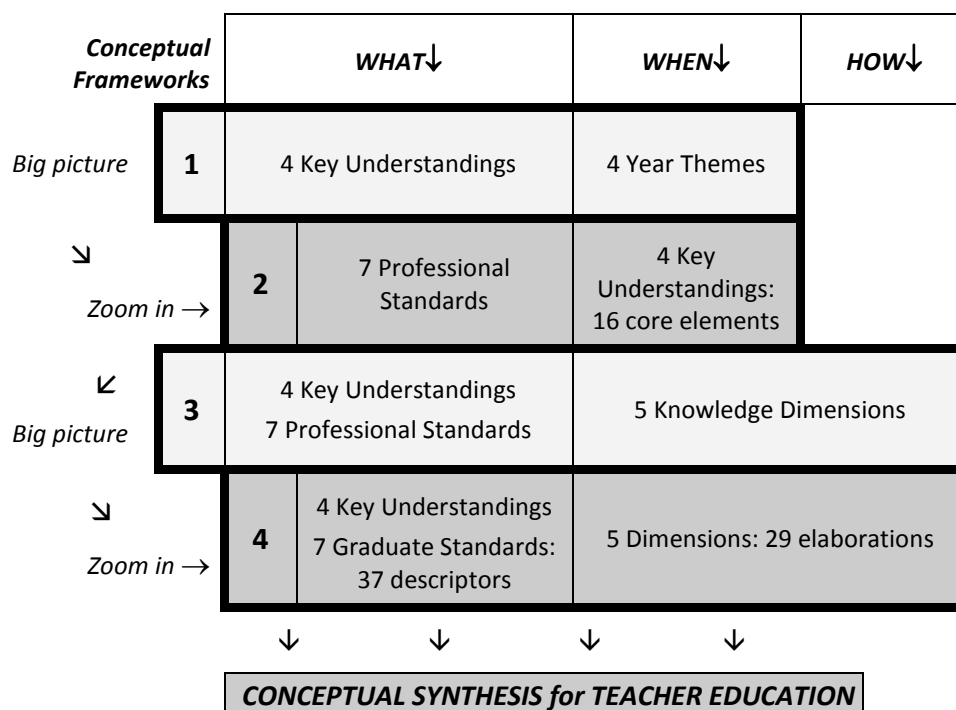 Conceptual
Frameworks
WHAT↓
WHEN↓
HOW↓
Big picture
1
4 Key Understandings
4 Year Themes
↘
Zoom in →
2
7 Professional
Standards
4 Key
Understandings:
16 core elements
↙
Big picture
3
4 Key Understandings
7 Professional Standards
5 Knowledge Dimensions
↘
Zoom in →
4
4 Key Understandings
7 Graduate Standards:
37 descriptors
5 Dimensions: 29 elaborations
↓ ↓ ↓ ↓
CONCEPTUAL SYNTHESIS for TEACHER EDUCATION